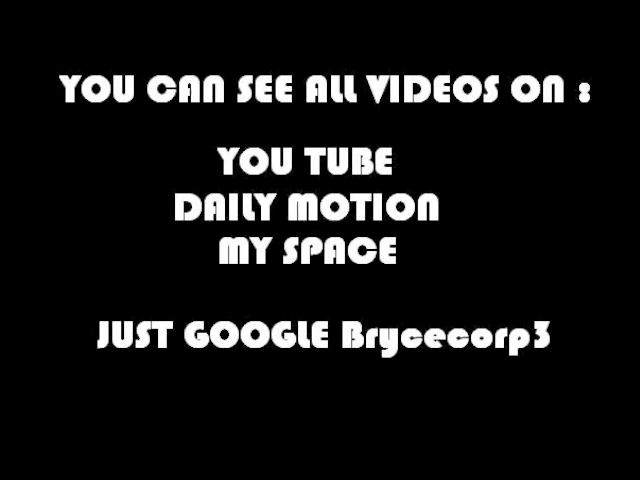 YOU CAN SEE ALL VIDEOS ON :
YOU TUBE
DAILY MOTION
MY SPACE
JUST GOOGLE Brycecorp3